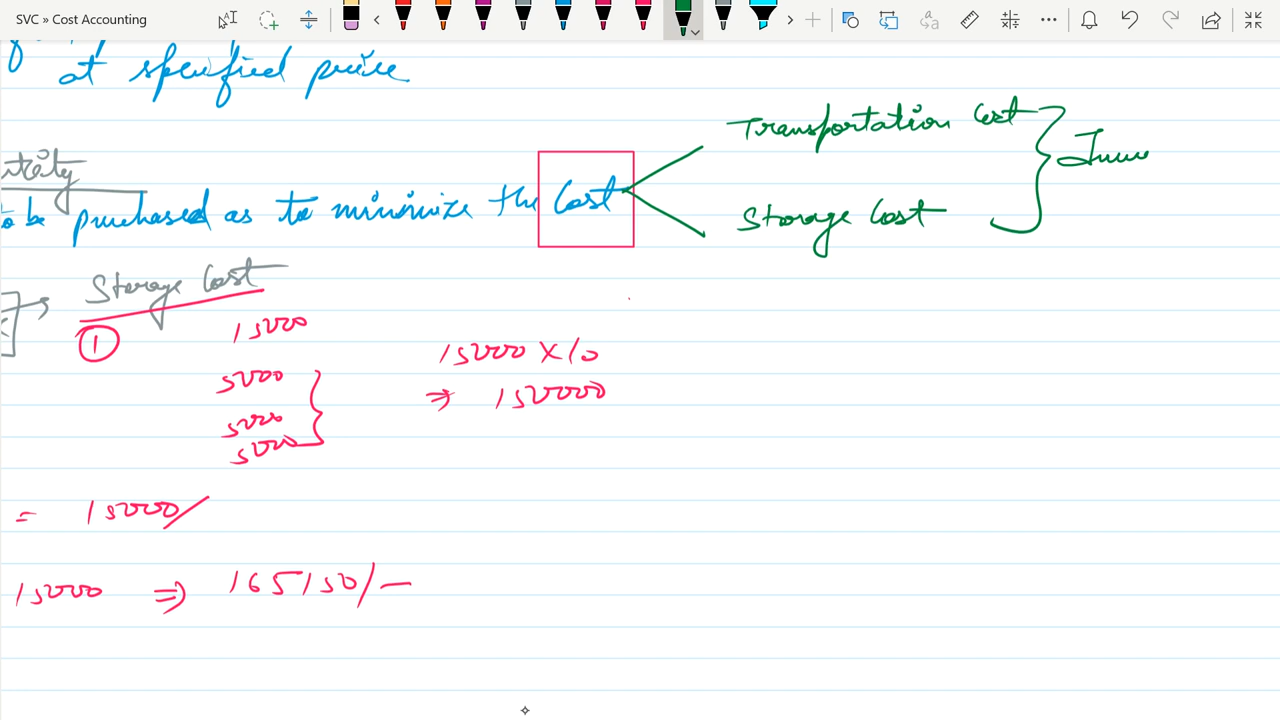 SVC » Cost Accounting
at specified price
Transportation Cost
ntity
to be purchased as to minimize the Cost
Storage Cost
Storage Cost
1
15000
5000
5000
5000
15000 X 10
⇒ 150000
= 15000/
15000 ⇒ 165150/-